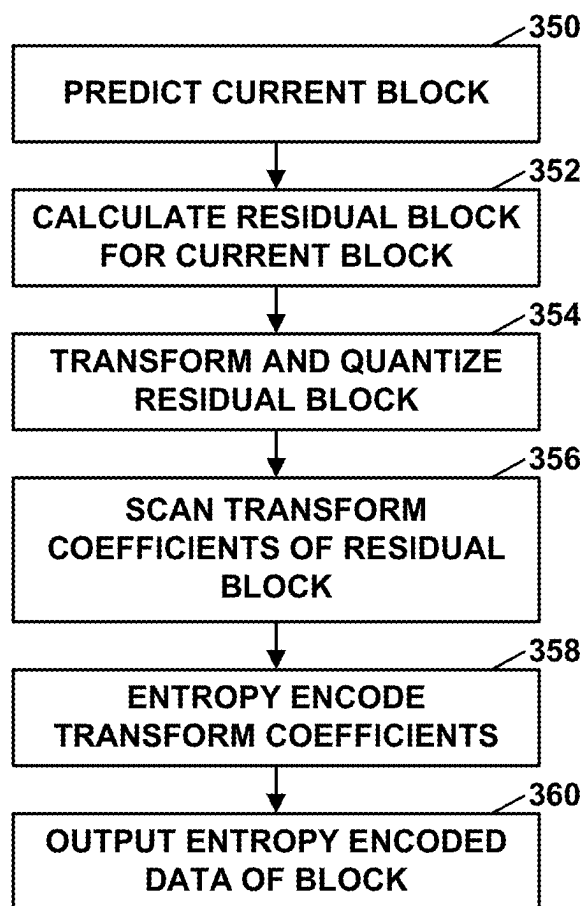 350
PREDICT CURRENT BLOCK
352
CALCULATE RESIDUAL BLOCK
FOR CURRENT BLOCK
354
TRANSFORM AND QUANTIZE
RESIDUAL BLOCK
356
SCAN TRANSFORM
COEFFICIENTS OF RESIDUAL
BLOCK
358
ENTROPY ENCODE
TRANSFORM COEFFICIENTS
360
OUTPUT ENTROPY ENCODED
DATA OF BLOCK